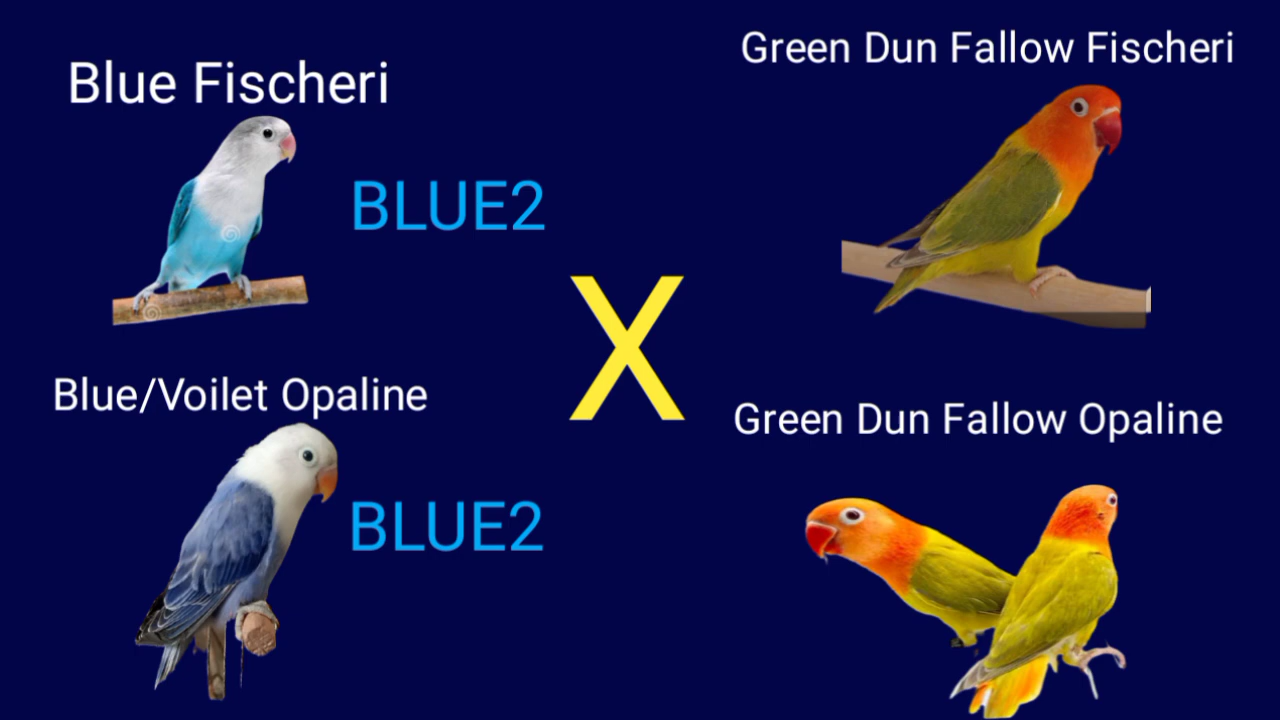 Blue Fischeri
BLUE2
Blue/Voilet Opaline
BLUE2
X
Green Dun Fallow Fischeri
Green Dun Fallow Opaline